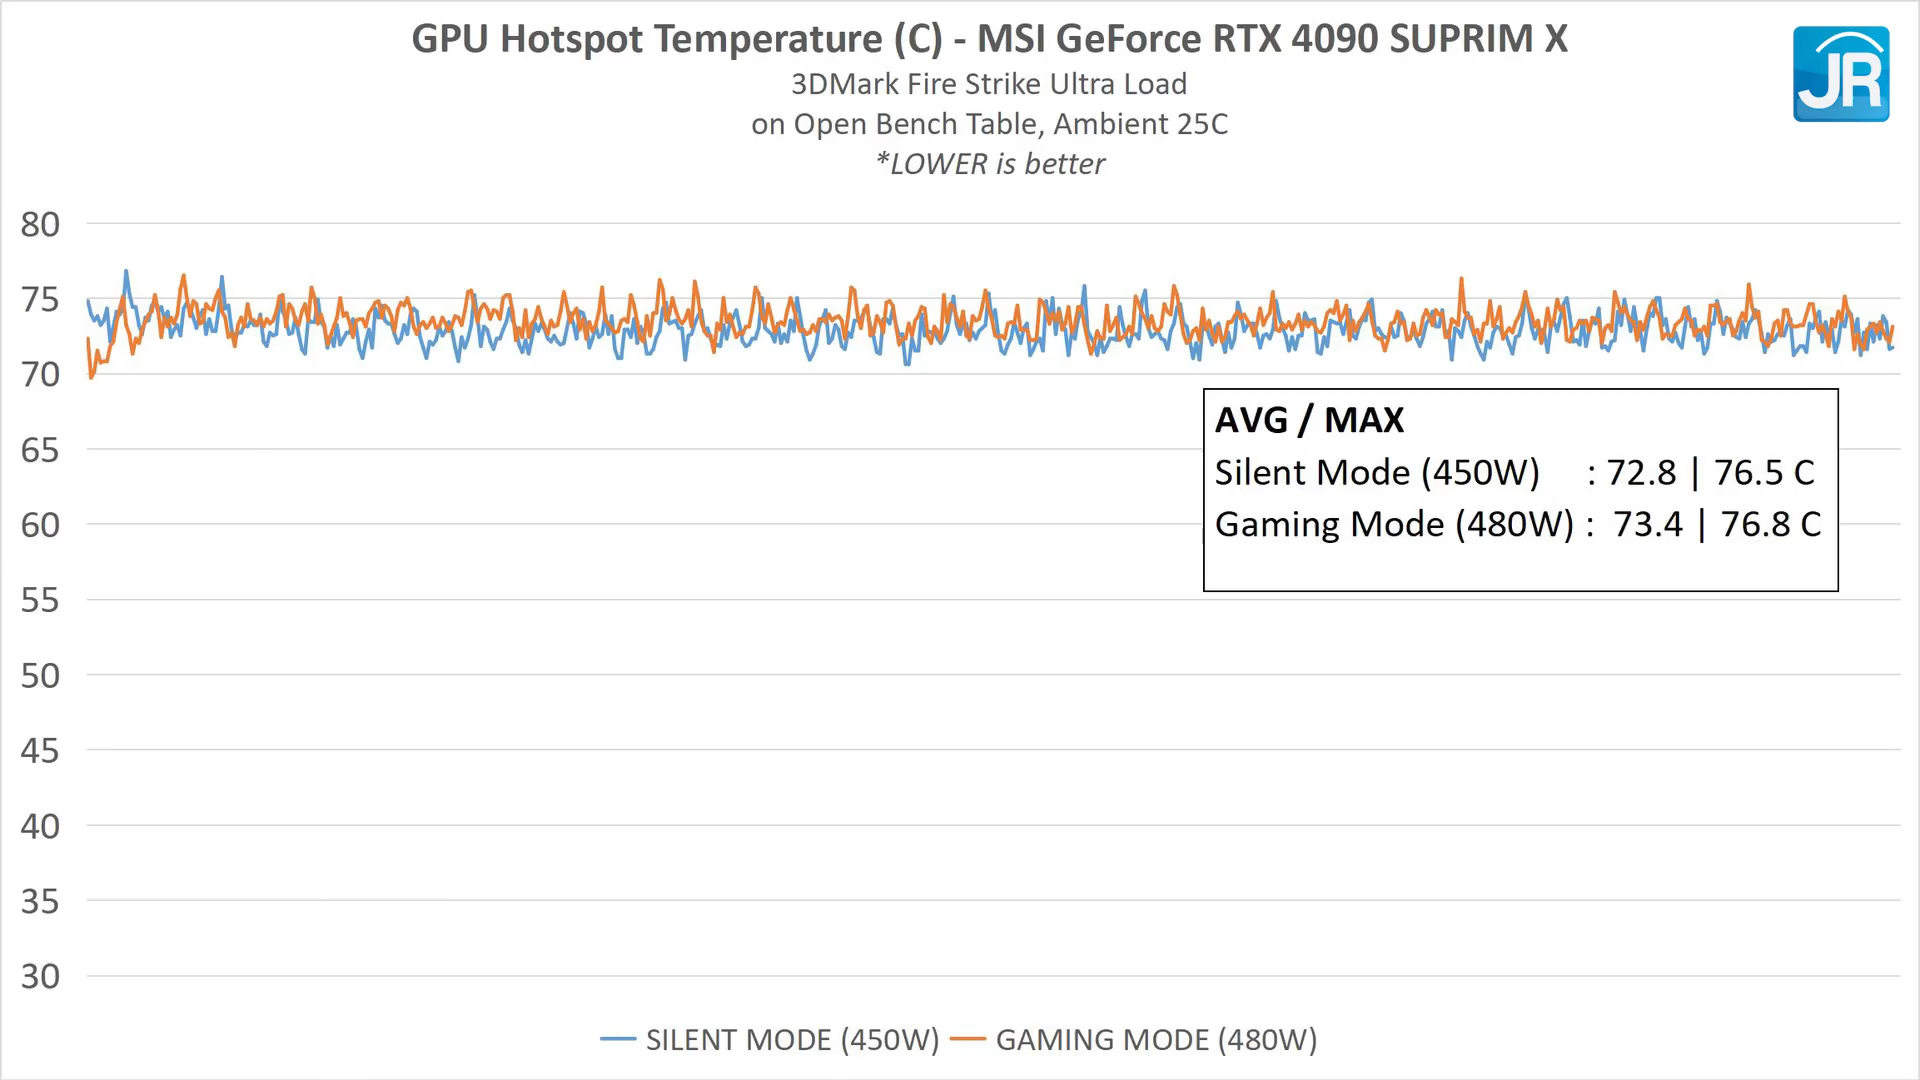 GPU Hotspot Temperature (C) - MSI GeForce RTX 4090 SUPRIM X
3DMark Fire Strike Ultra Load
on Open Bench Table, Ambient 25C
*LOWER is better
JR
80
75
70
65
60
55
50
45
40
35
30
AVG / MAX
Silent Mode (450W) : 72.8 | 76.5 C
Gaming Mode (480W) : 73.4 | 76.8 C
SILENT MODE (450W) GAMING MODE (480W)